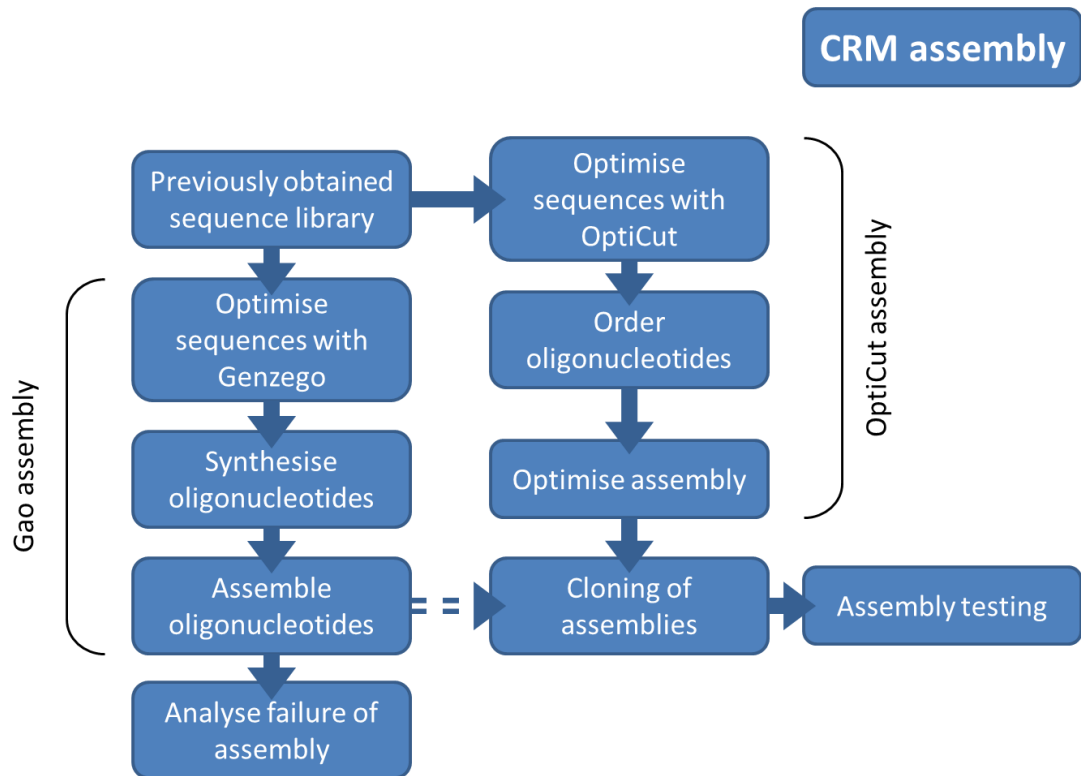 CRM assembly
Previously obtained
sequence library
Optimise
sequences with
OptiCut
Optimise
sequences with
Genzego
Order
oligonucleotides
Synthesise
oligonucleotides
Optimise assembly
Assemble
oligonucleotides
Cloning of
assemblies
Assembly testing
Analyse failure of
assembly
Gao assembly
OptiCut assembly